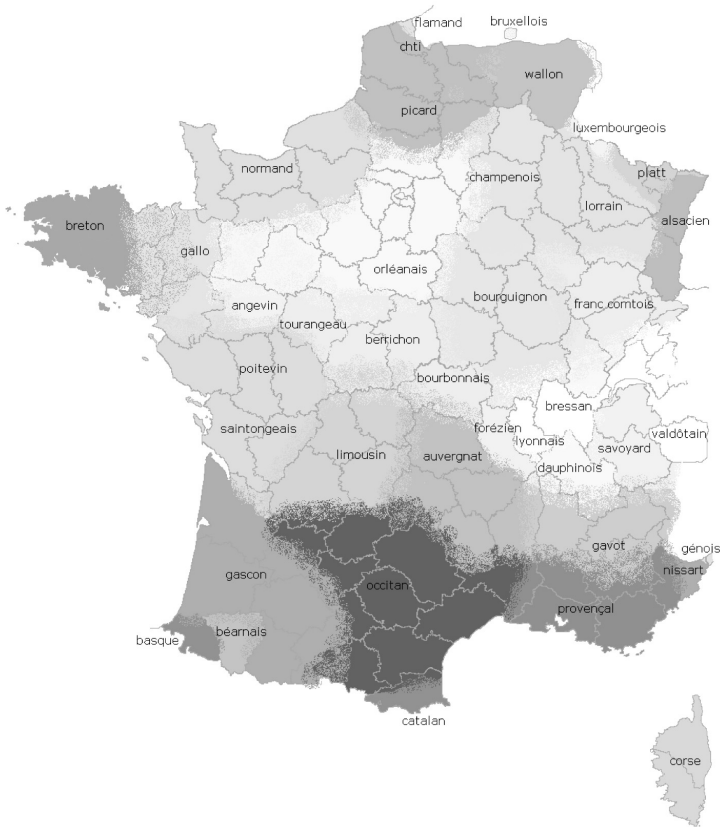 flamand
bruxellois
chti
wallon
picard
luxembourgeois
normand
champenois
platt
lorrain
alsacien
breton
gallo
orléanais
angevin
bourguignon
franc comtois
tourangeau
berrichon
poitevin
bourbonnais
bressan
saintongeais
forézien
lyonnais
valdôtain
limousin
auvergnat
savoyard
dauphinois
gavot
génois
nissart
gascon
occitan
provençal
basque
béarnais
catalan
corse